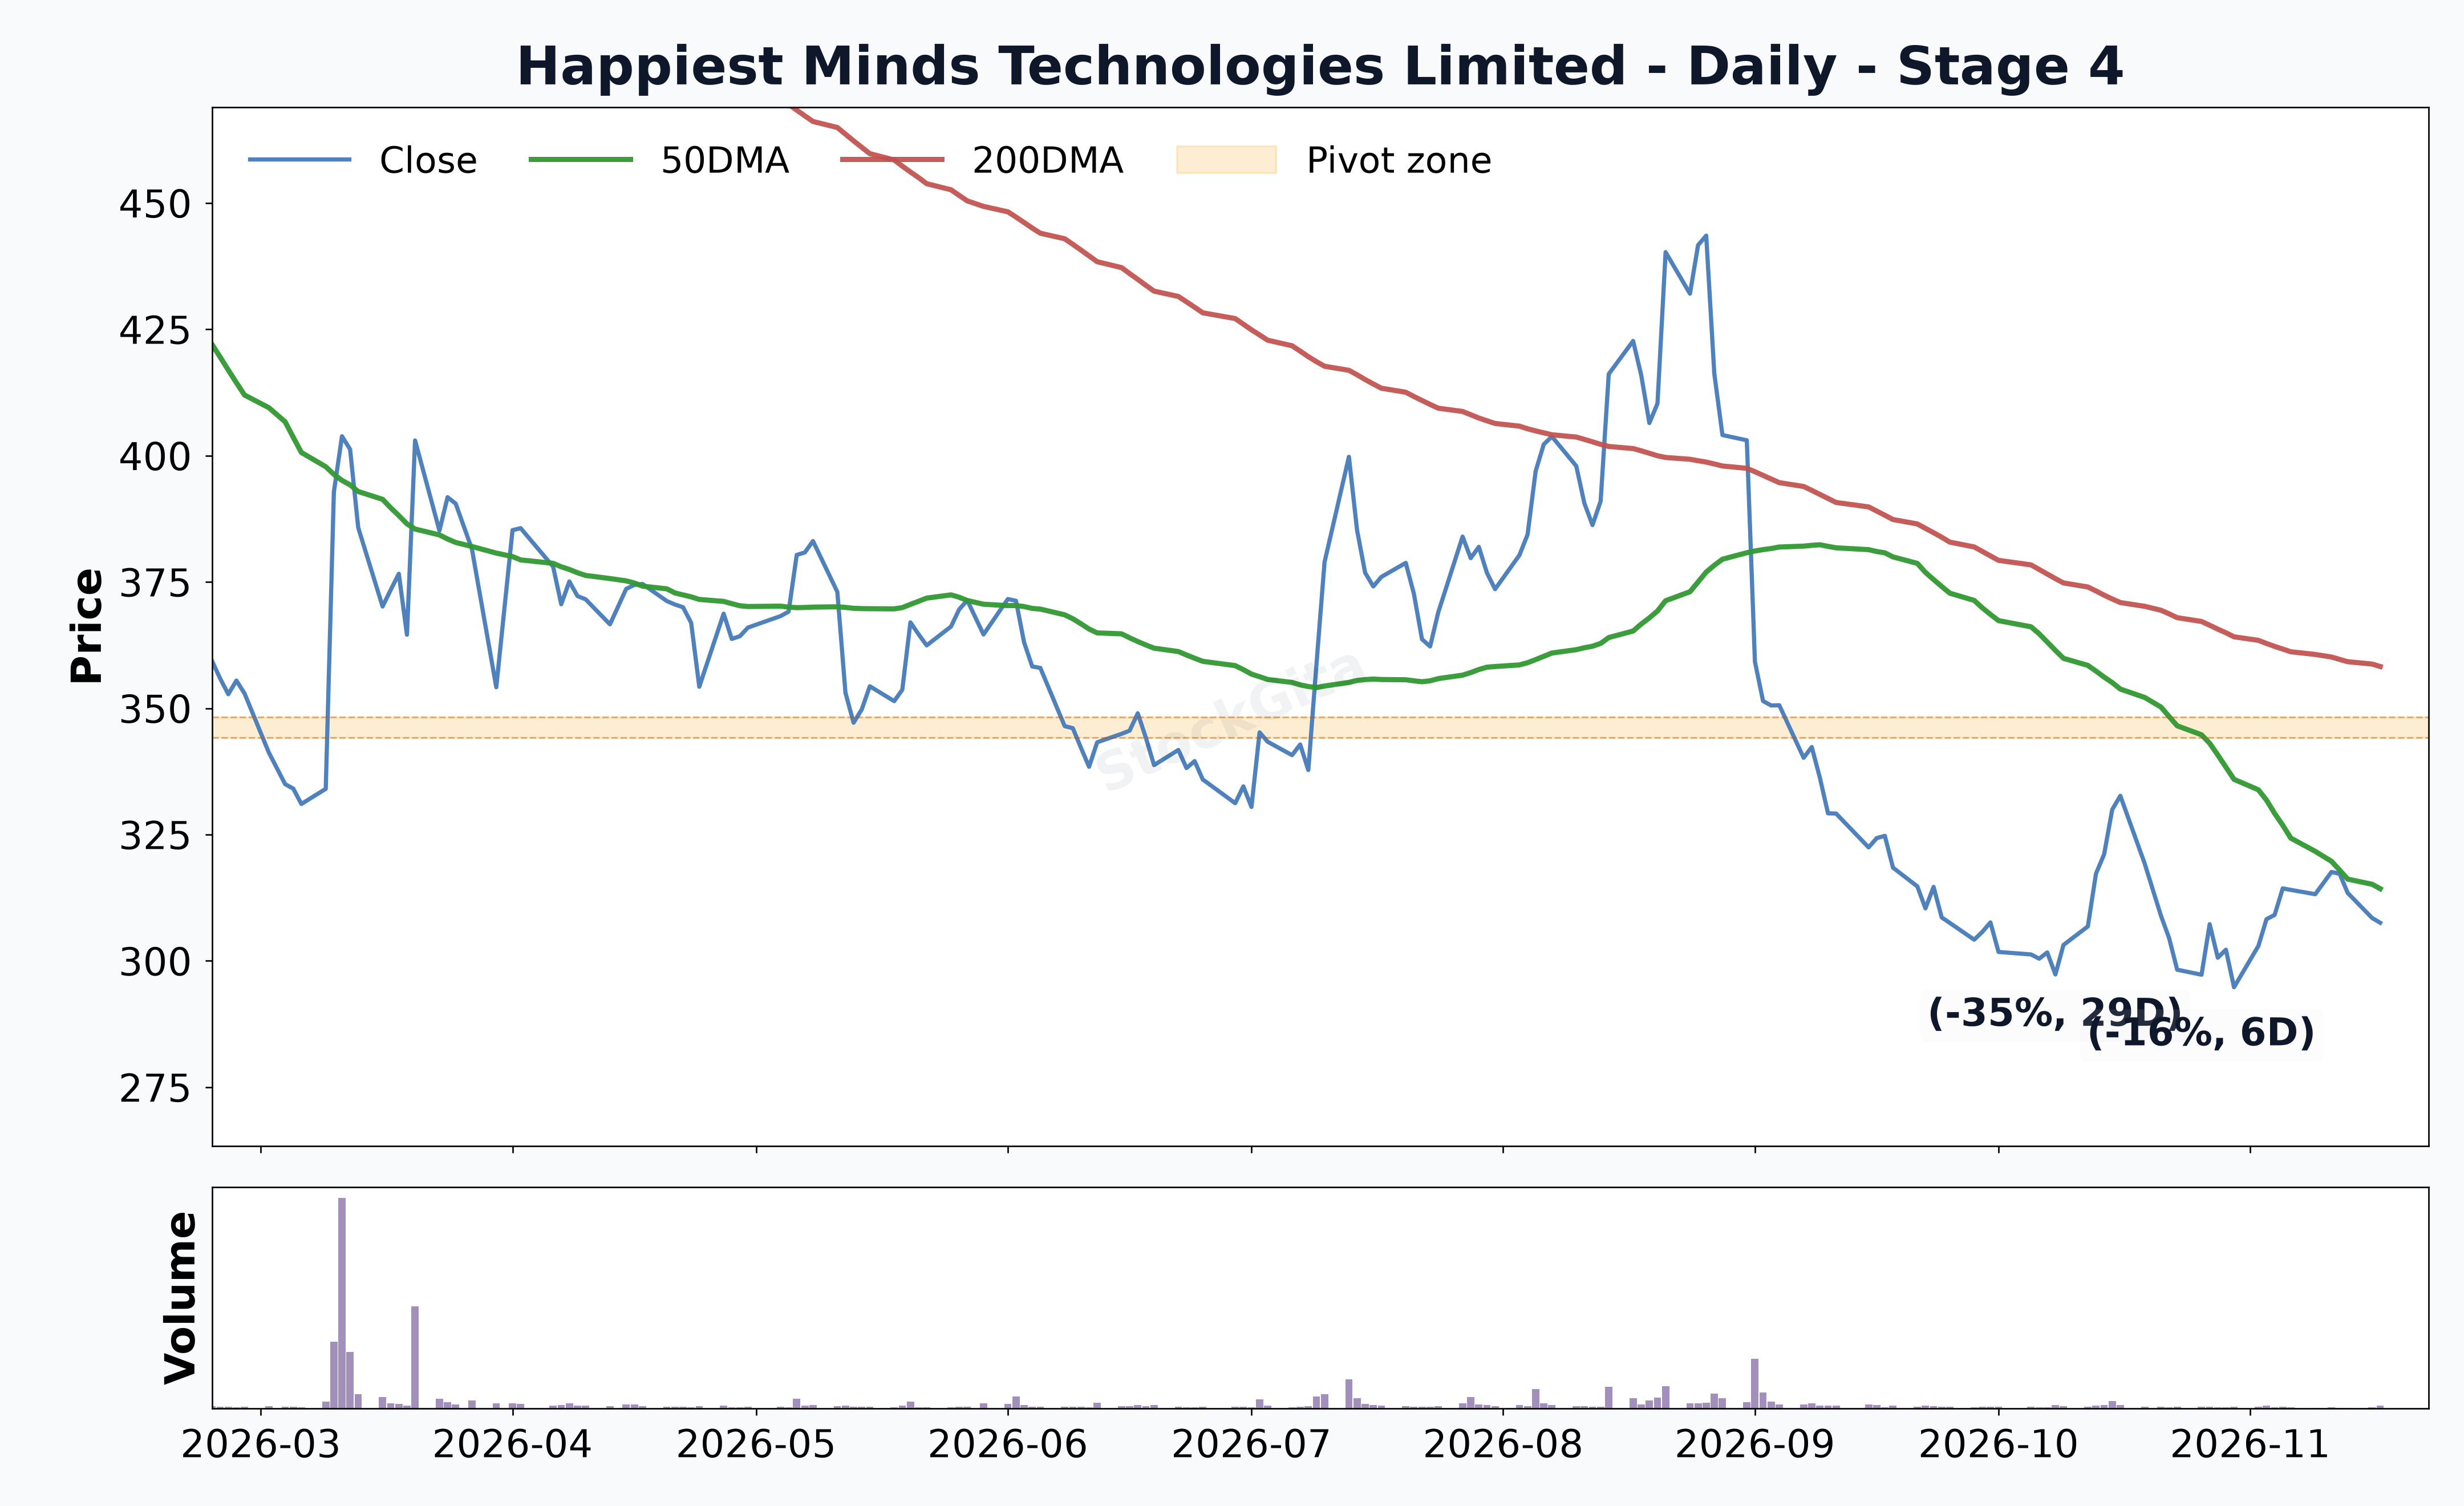 Happiest Minds Technologies Limited - Daily - Stage 4
Close 50DMA 200DMA Pivot zone
Price
450
425
400
375
350
325
300
275
StockGita
(-35%, 29D)
(-16%, 6D)
Volume
2026-03 2026-04 2026-05 2026-06 2026-07 2026-08 2026-09 2026-10 2026-11